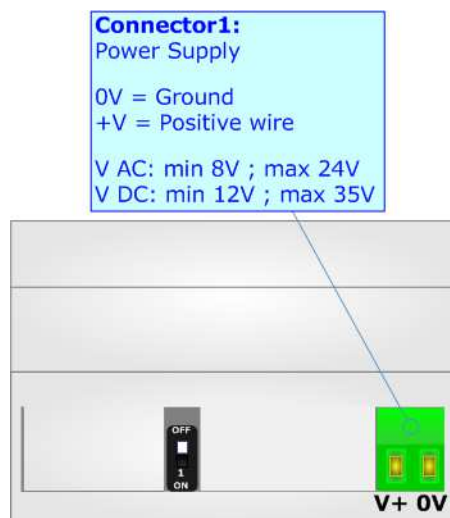 Connector1:
Power Supply
0V = Ground
+V = Positive wire
V AC: min 8V ; max 24V
V DC: min 12V ; max 35V
OFF
1
ON
V+ 0V